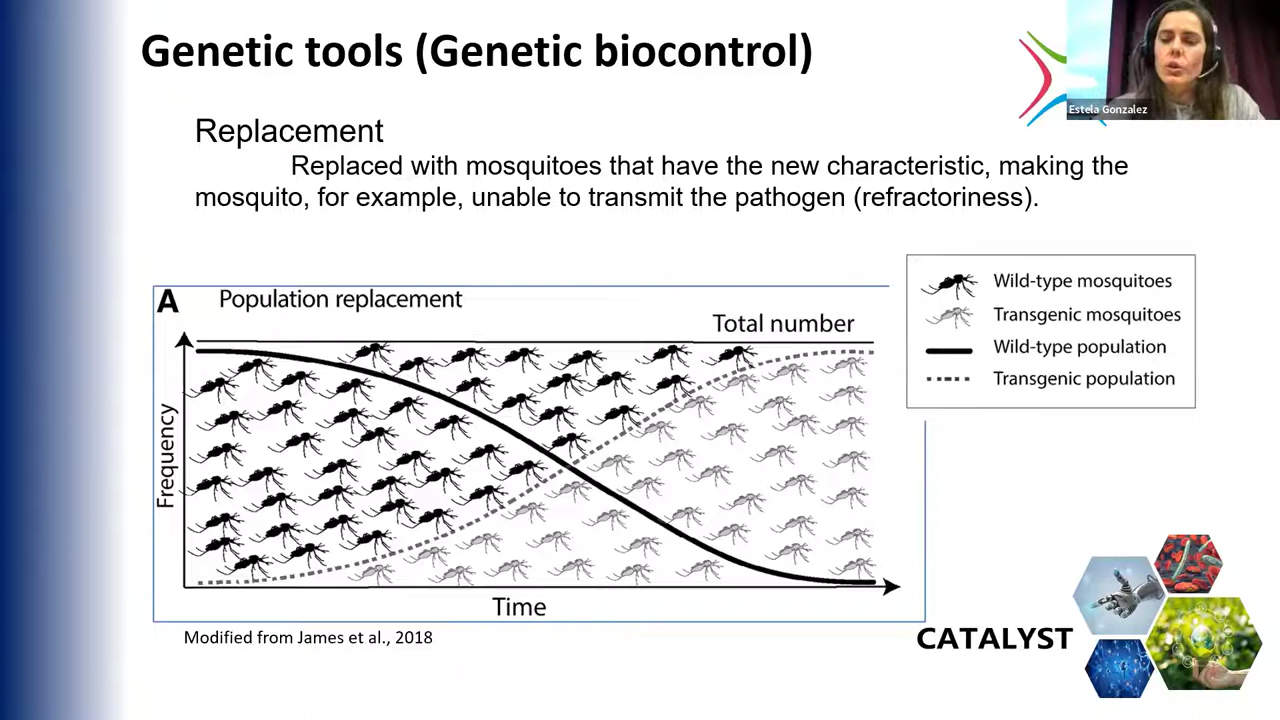 Genetic tools (Genetic biocontrol)
Estela Gonzalez
Replacement
Replaced with mosquitoes that have the new characteristic, making the
mosquito, for example, unable to transmit the pathogen (refractoriness).
A
Population replacement
Total number
Frequency
Time
Wild-type mosquitoes
Transgenic mosquitoes
Wild-type population
Transgenic population
Modified from James et al., 2018
CATALYST